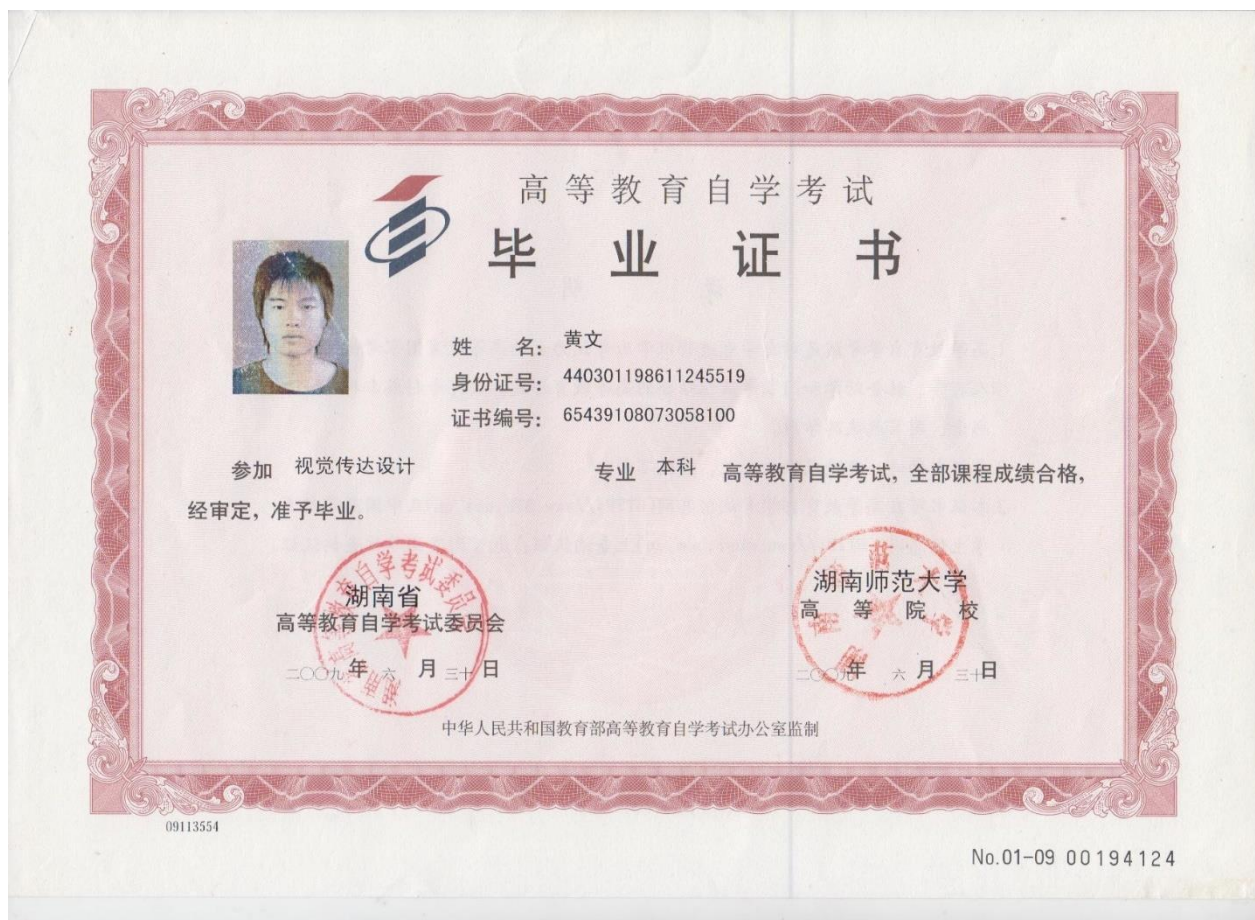 高等教育自学考试
毕业证书
姓 名: 黄文
身份证号: 440301198611245519
证书编号: 65439108073058100
参加 视觉传达设计 专业 本科 高等教育自学考试, 全部课程成绩合格,
经审定, 准予毕业。
湖南省
高等教育自学考试委员会
二〇〇九年 六 月 三十日
湖南师范大学
高等院校
二〇〇九年 六 月 三十日
中华人民共和国教育部高等教育自学考试办公室监制
09113554
No.01-09 00194124